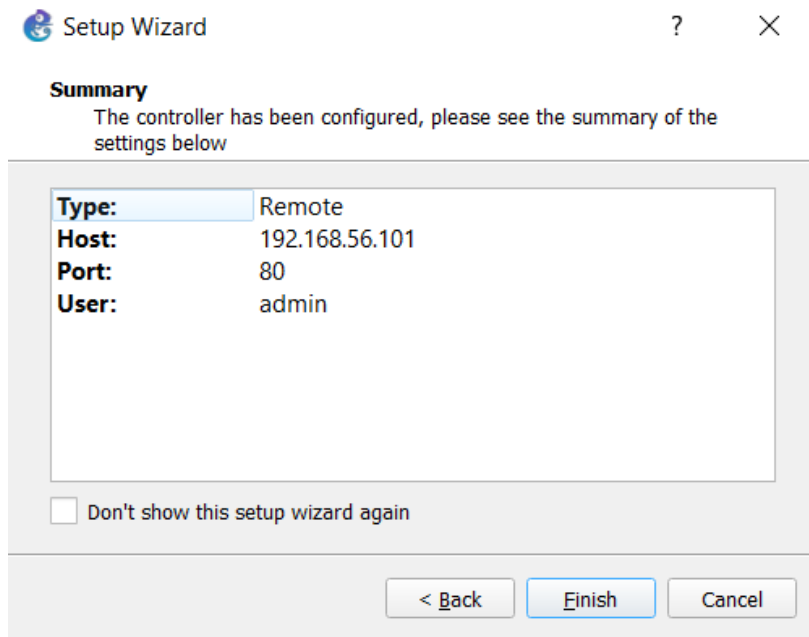 Setup Wizard ?
Summary
The controller has been configured, please see the summary of the
settings below
Type: Remote
Host: 192.168.56.101
Port: 80
User: admin
Don't show this setup wizard again
< Back Finish Cancel